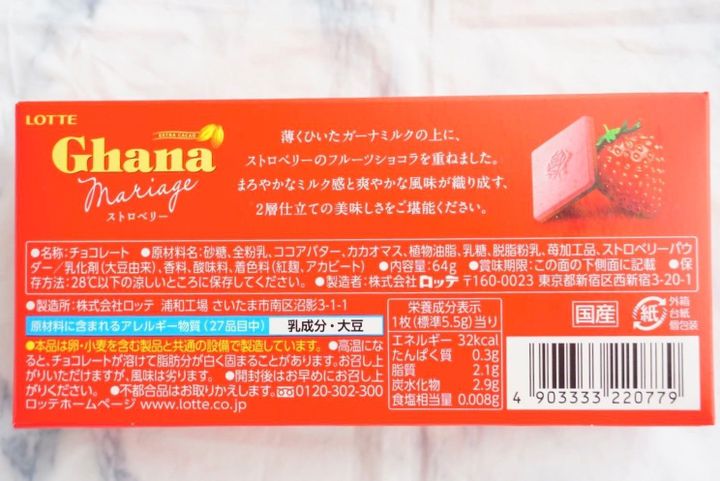 LOTTE
EXTRA CACAO
Ghana
mariage
ストロベリー
薄くひいたガーナミルクの上に、
ストロベリーのフルーツショコラを重ねました。
まろやかなミルク感と爽やかな風味が織り成す、
2層仕立ての美味しさをご堪能ください。
●名称：チョコレート ●原材料名：砂糖、全粉乳、ココアバター、カカオマス、植物油脂、乳糖、脱脂粉乳、苺加工品、ストロベリーパウ
ダー／乳化剤（大豆由来）、香料、酸味料、着色料（紅麹、アカビート） ●内容量：64g ●賞味期限：この面の下側面に記載 ●保
存方法：28℃以下の涼しいところに保存してください。 ●製造者：株式会社 ロッテ 〒160-0023 東京都新宿区西新宿3-20-1
●製造所：株式会社ロッテ 浦和工場 さいたま市南区沼影3-1-1
原材料に含まれるアレルギー物質（27品目中） 乳成分・大豆
●本品は卵・小麦を含む製品と共通の設備で製造しています。 ●高温にな
ると、チョコレートが溶けて脂肪分が白く固まることがあります。お召し上
がりいただけますが、風味は劣ります。 ●開封後はお早めにお召し上
がりください。 ●不都合品はお取りかえします。 0120-302-300
ロッテホームページ www.lotte.co.jp
栄養成分表示
1枚（標準5.5g）当り
エネルギー 32kcal
たんぱく質 0.3g
脂質 2.1g
炭水化物 2.9g
食塩相当量 0.008g
国産
紙
外箱
台紙
個包装
4 903333 220779